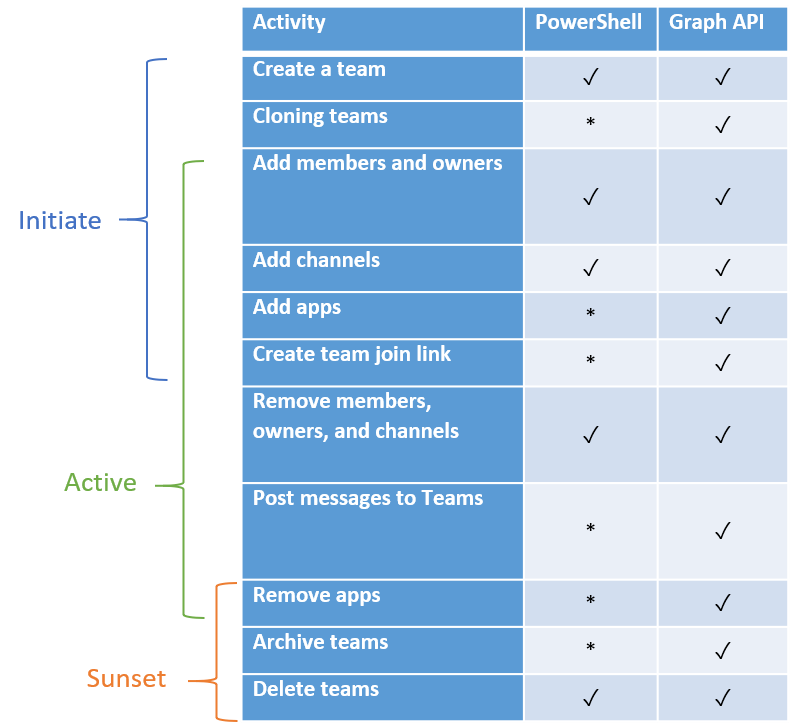 Activity PowerShell Graph API
Create a team ✓ ✓
Cloning teams * ✓
Add members and owners ✓ ✓
Initiate
Add channels ✓ ✓
Add apps * ✓
Create team join link * ✓
Remove members,
owners, and channels ✓ ✓
Active
Post messages to Teams * ✓
Remove apps * ✓
Archive teams * ✓
Sunset
Delete teams ✓ ✓